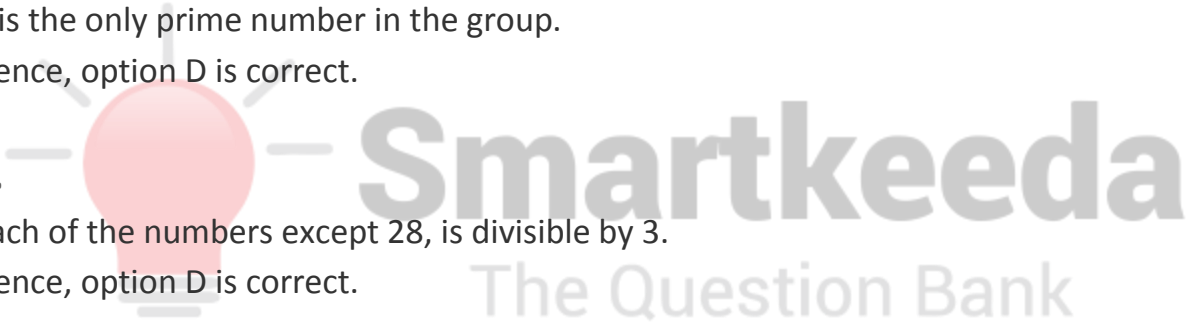 is the only prime number in the group.
ence, option D is correct.
Smartkeeda
ach of the numbers except 28, is divisible by 3.
ence, option D is correct.
The Question Bank